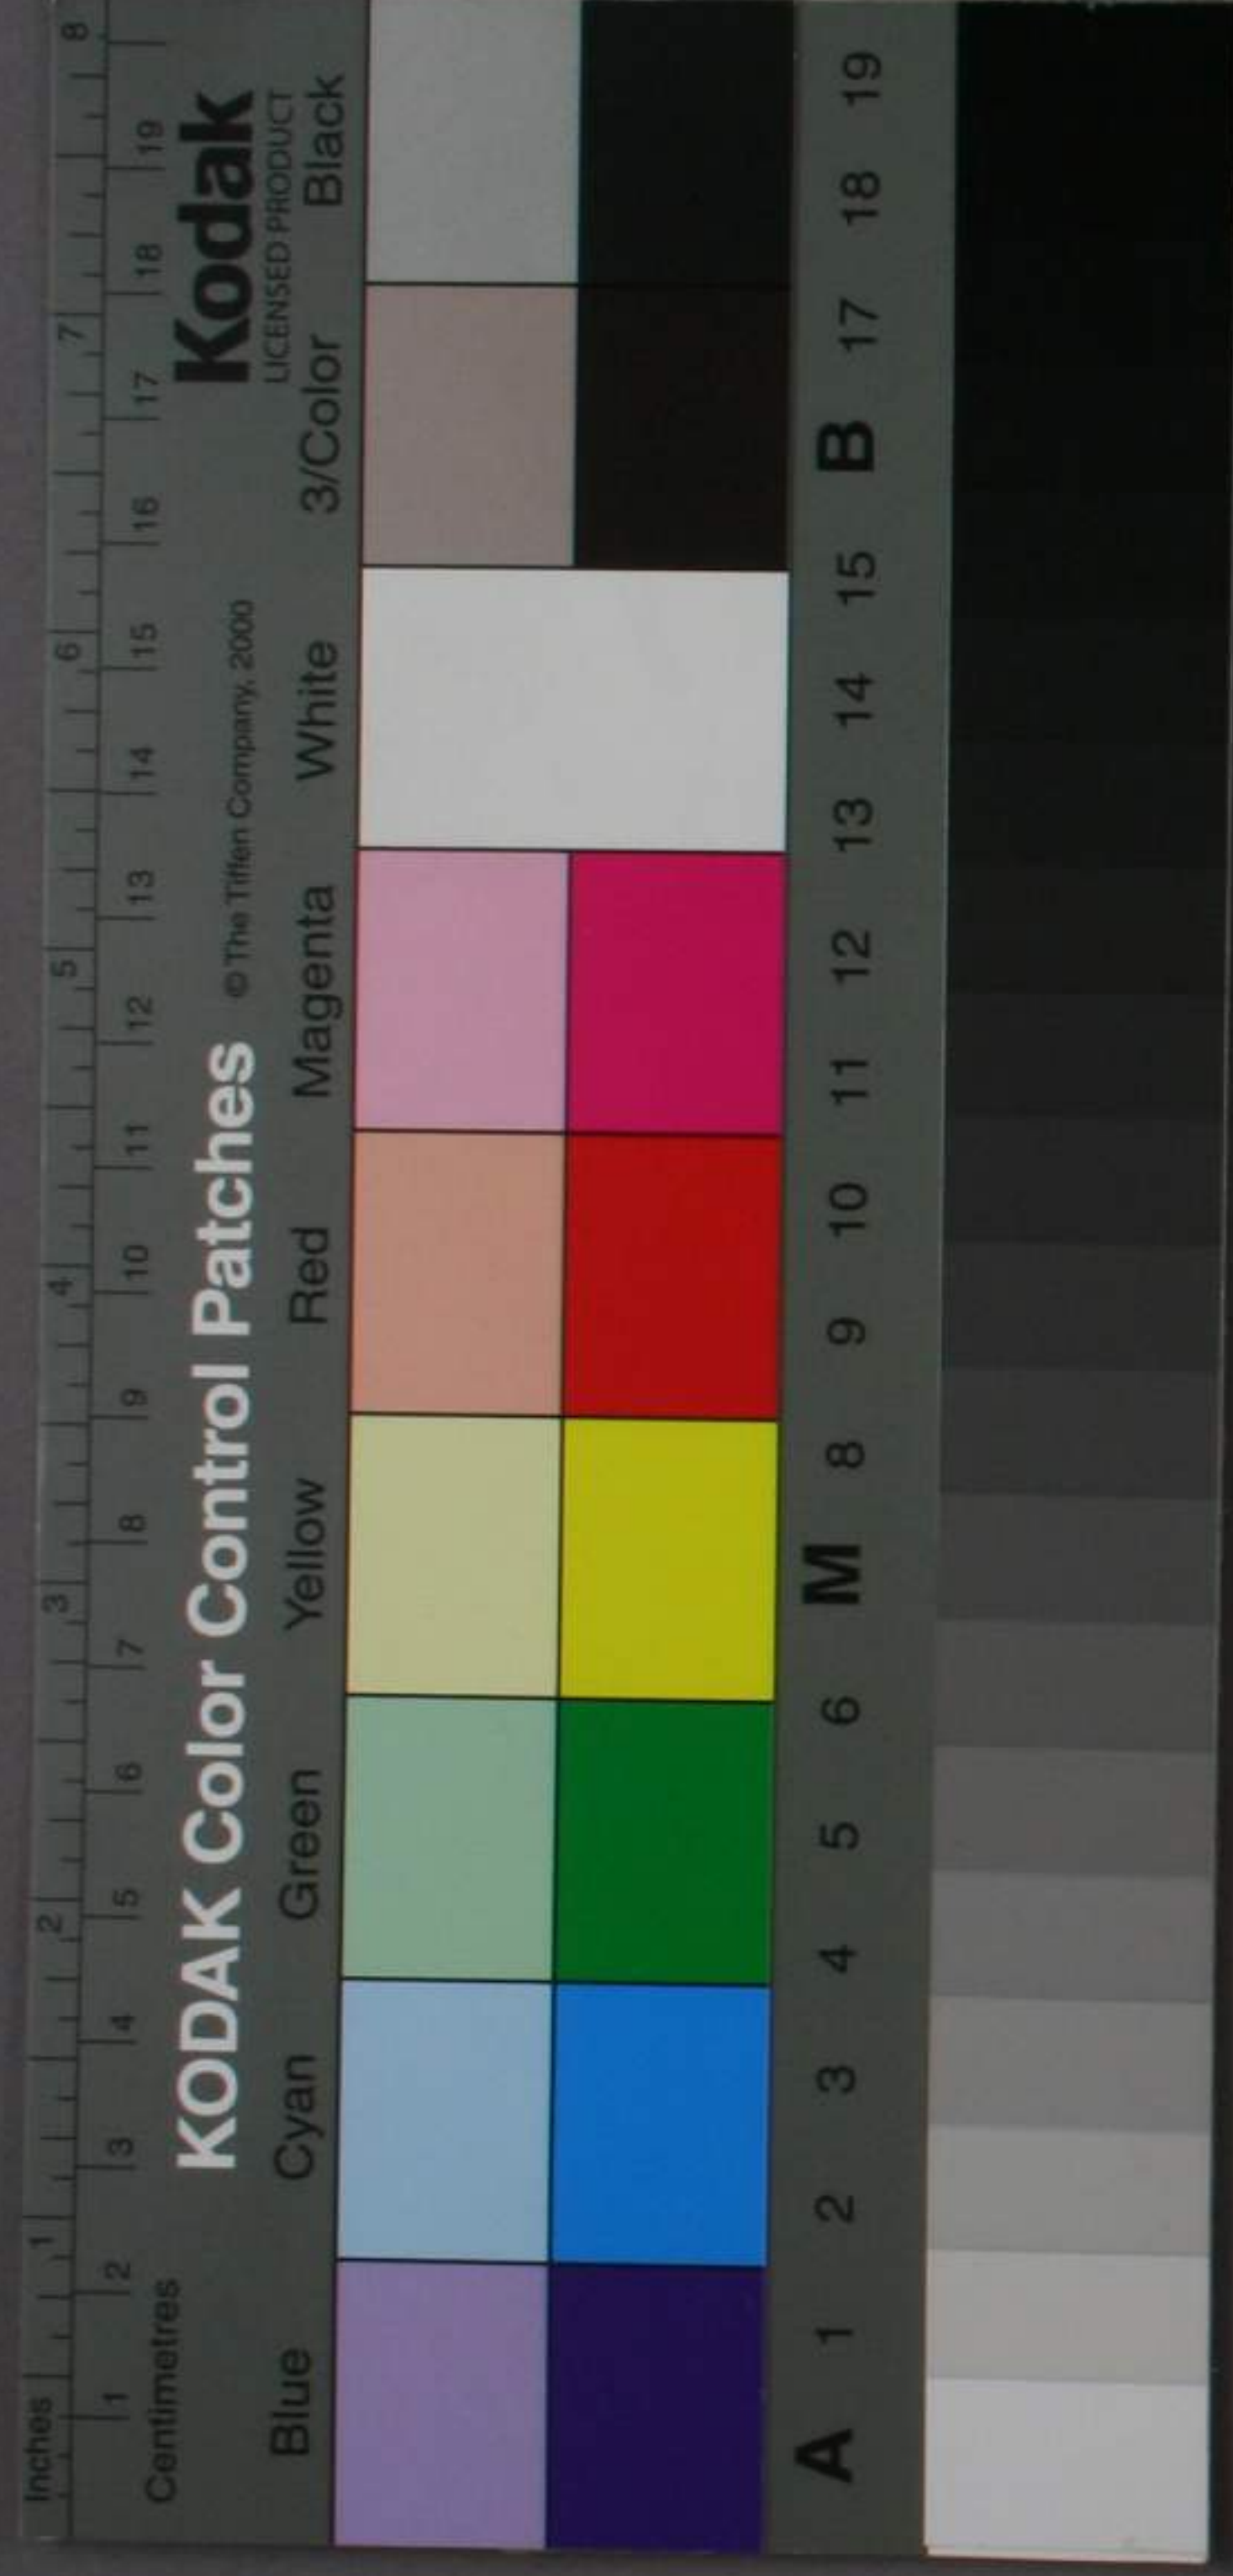 Inches 1 2 3 4 5 6 7 8
Centimetres 1 2 3 4 5 6 7 8 9 10 11 12 13 14 15 16 17 18 19
KODAK Color Control Patches © The Tiffen Company, 2000 Kodak
LICENSED PRODUCT
Blue Cyan Green Yellow Red Magenta White 3/Color Black
A 1 2 3 4 5 6 M 8 9 10 11 12 13 14 15 B 17 18 19